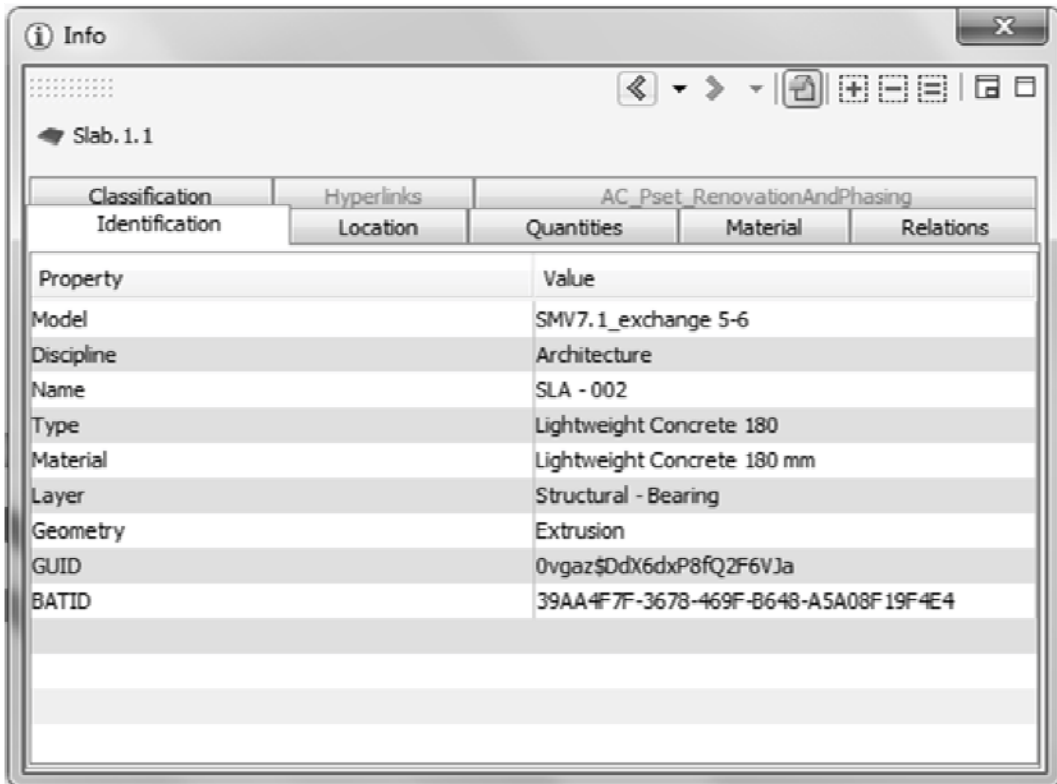 Info
Slab.1.1
Classification Hyperlinks AC_Pset_RenovationAndPhasing
Identification Location Quantities Material Relations
Property Value
Model SMV7.1_exchange 5-6
Discipline Architecture
Name SLA - 002
Type Lightweight Concrete 180
Material Lightweight Concrete 180 mm
Layer Structural - Bearing
Geometry Extrusion
GUID 0vgaz$DdX6dxP8fQ2F6VJa
BATID 39AA4F7F-3678-469F-B648-A5A08F19F4E4